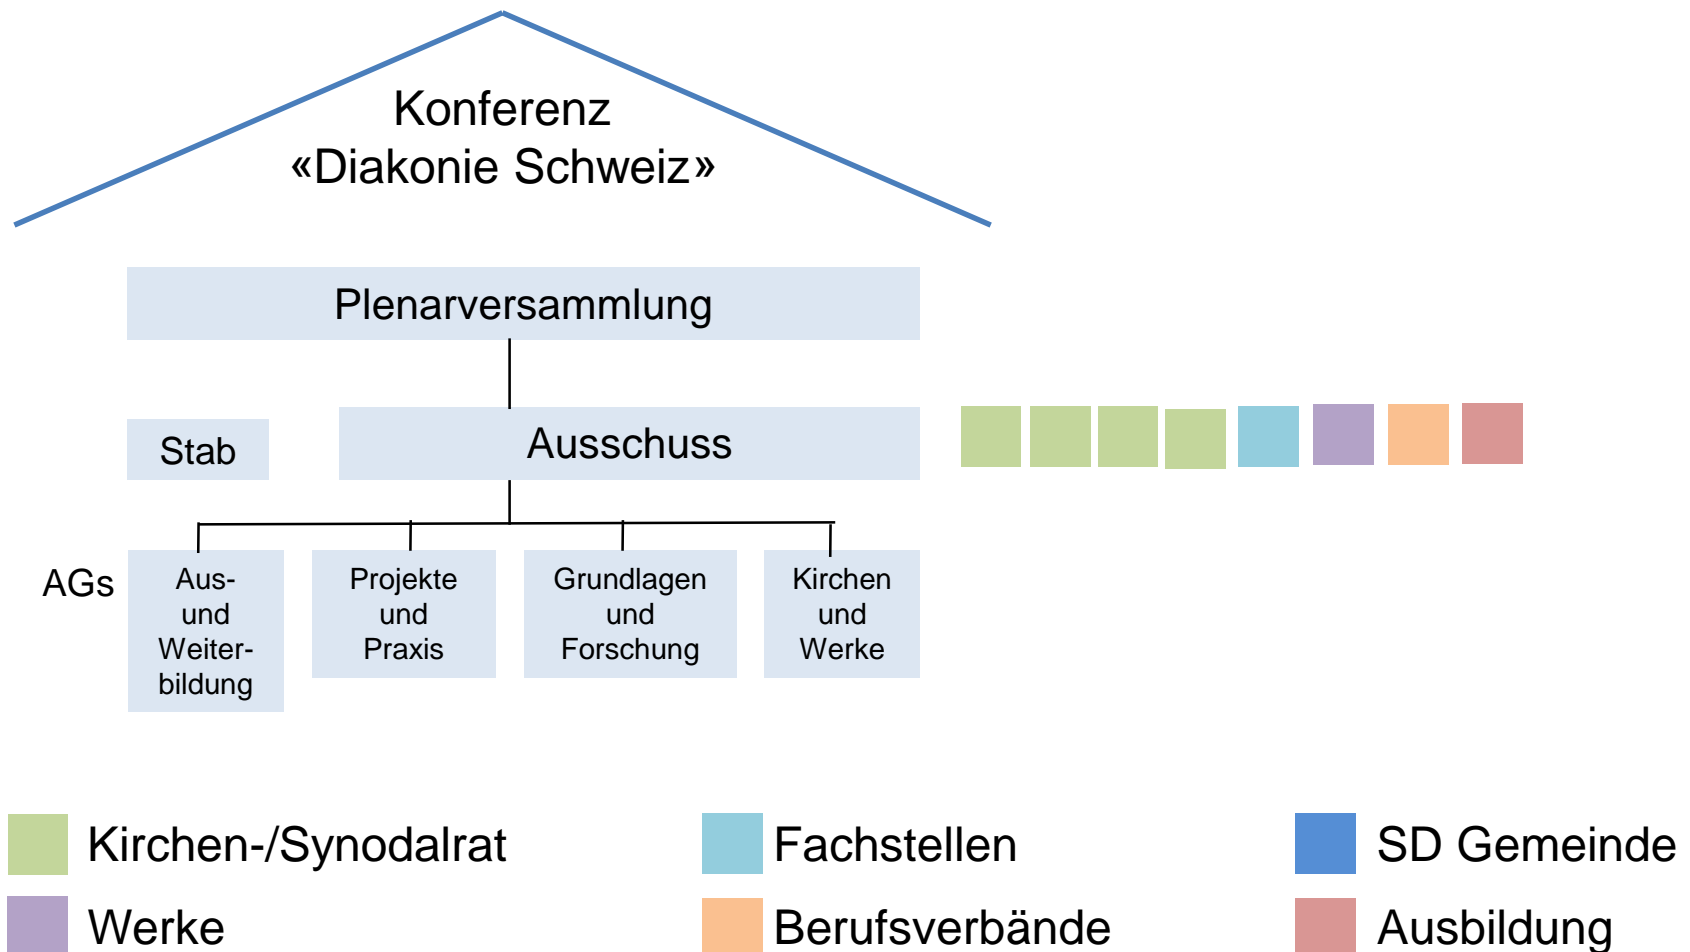 Konferenz
«Diakonie Schweiz»
Plenarversammlung
Stab
Ausschuss
AGs
Aus-
und
Weiter-
bildung
Projekte
und
Praxis
Grundlagen
und
Forschung
Kirchen
und
Werke
Kirchen-/Synodalrat
Fachstellen
SD Gemeinde
Werke
Berufsverbände
Ausbildung